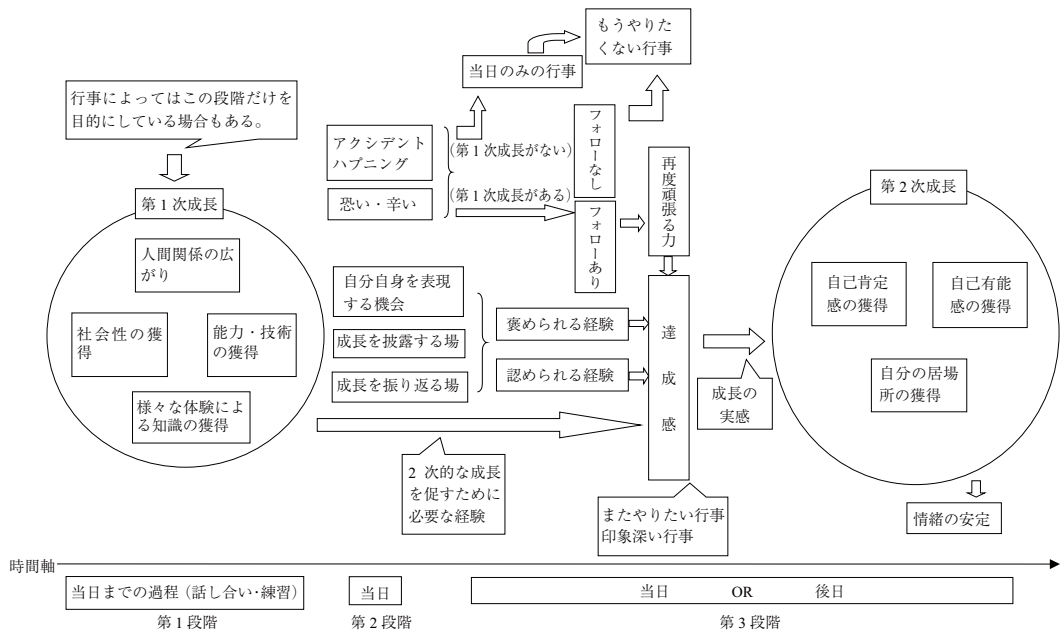 もうやりた
くない行事
当日のみの行事
行事によってはこの段階だけを
目的にしている場合もある。
アクシデント
ハプニング
恐い・辛い
(第1次成長がない)
(第1次成長がある)
フォローなし
フォローあり
再度頑張る力
第1次成長
人間関係の広
がり
社会性の獲
得
能力・技術
の獲得
様々な体験によ
る知識の獲得
自分自身を表現
する機会
成長を披露する場
成長を振り返る場
褒められる経験
認められる経験
達成感
成長の
実感
2 次的な成長
を促すために
必要な経験
またやりたい行事
印象深い行事
第2次成長
自己肯定
感の獲得
自己有能
感の獲得
自分の居場
所の獲得
情緒の安定
時間軸
当日までの過程（話し合い・練習）
当日
当日 OR 後日
第1段階
第2段階
第3段階